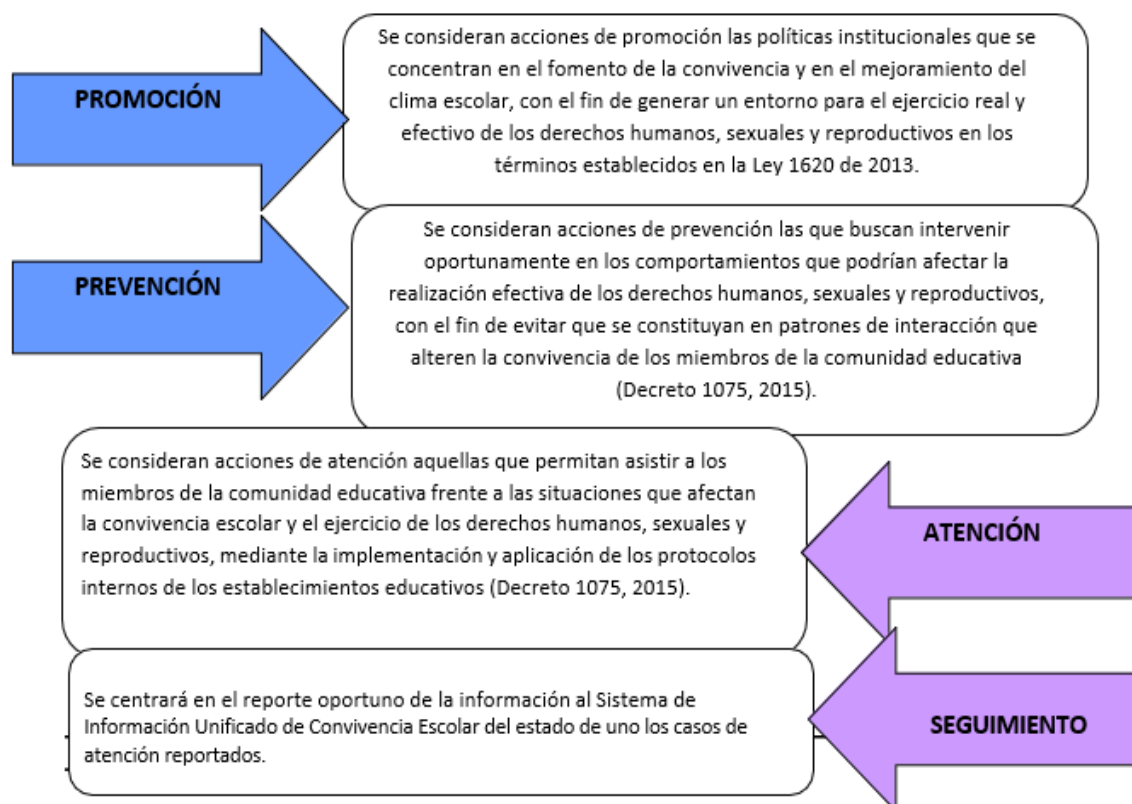 PROMOCIÓN
Se consideran acciones de promoción las políticas institucionales que se
concentran en el fomento de la convivencia y en el mejoramiento del
clima escolar, con el fin de generar un entorno para el ejercicio real y
efectivo de los derechos humanos, sexuales y reproductivos en los
términos establecidos en la Ley 1620 de 2013.
PREVENCIÓN
Se consideran acciones de prevención las que buscan intervenir
oportunamente en los comportamientos que podrían afectar la
realización efectiva de los derechos humanos, sexuales y reproductivos,
con el fin de evitar que se constituyan en patrones de interacción que
alteren la convivencia de los miembros de la comunidad educativa
(Decreto 1075, 2015).
Se consideran acciones de atención aquellas que permitan asistir a los
miembros de la comunidad educativa frente a las situaciones que afectan
la convivencia escolar y el ejercicio de los derechos humanos, sexuales y
reproductivos, mediante la implementación y aplicación de los protocolos
internos de los establecimientos educativos (Decreto 1075, 2015).
ATENCIÓN
Se centrará en el reporte oportuno de la información al Sistema de
Información Unificado de Convivencia Escolar del estado de uno los casos de
atención reportados.
SEGUIMIENTO